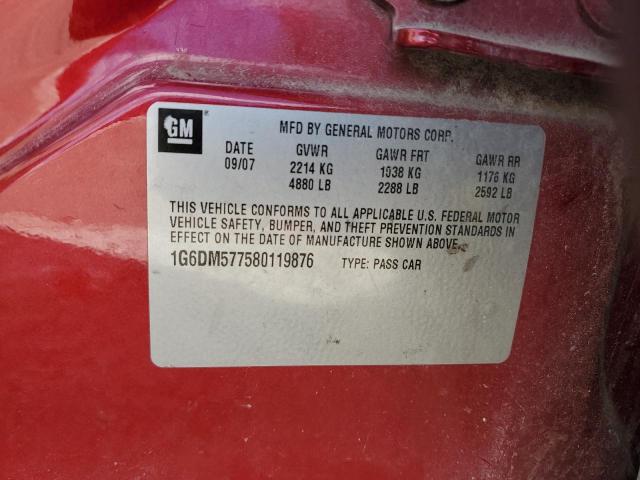 GM
MFD BY GENERAL MOTORS CORP.
DATE GVWR GAWR FRT GAWR RR
09/07 2214 KG 1038 KG 1176 KG
4880 LB 2288 LB 2592 LB
THIS VEHICLE CONFORMS TO ALL APPLICABLE U.S. FEDERAL MOTOR
VEHICLE SAFETY, BUMPER, AND THEFT PREVENTION STANDARDS IN
EFFECT ON THE DATE OF MANUFACTURE SHOWN ABOVE.
1G6DM577580119876 TYPE: PASS CAR